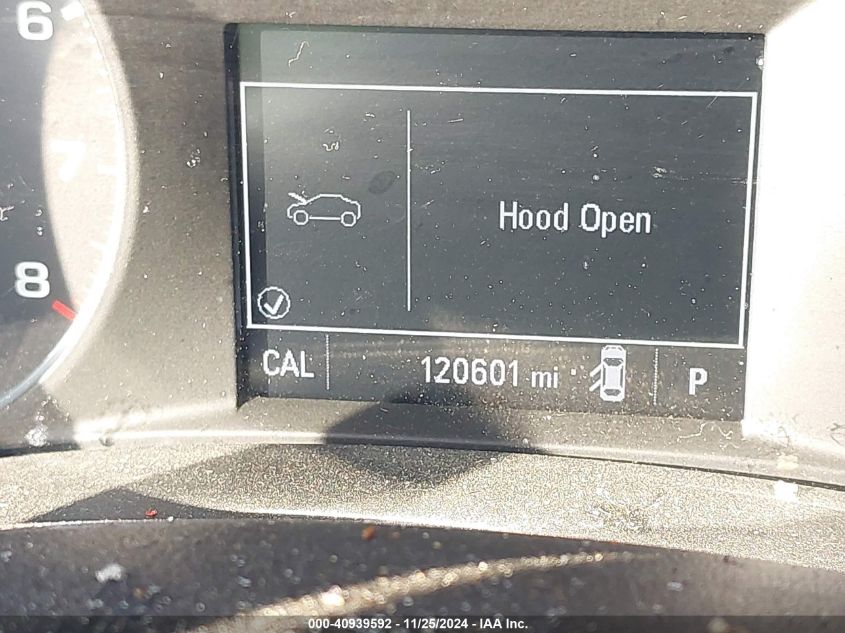 6
7
8
Hood Open
CAL
120601 mi
P
000-40939592 - 11/25/2024 - IAA Inc.